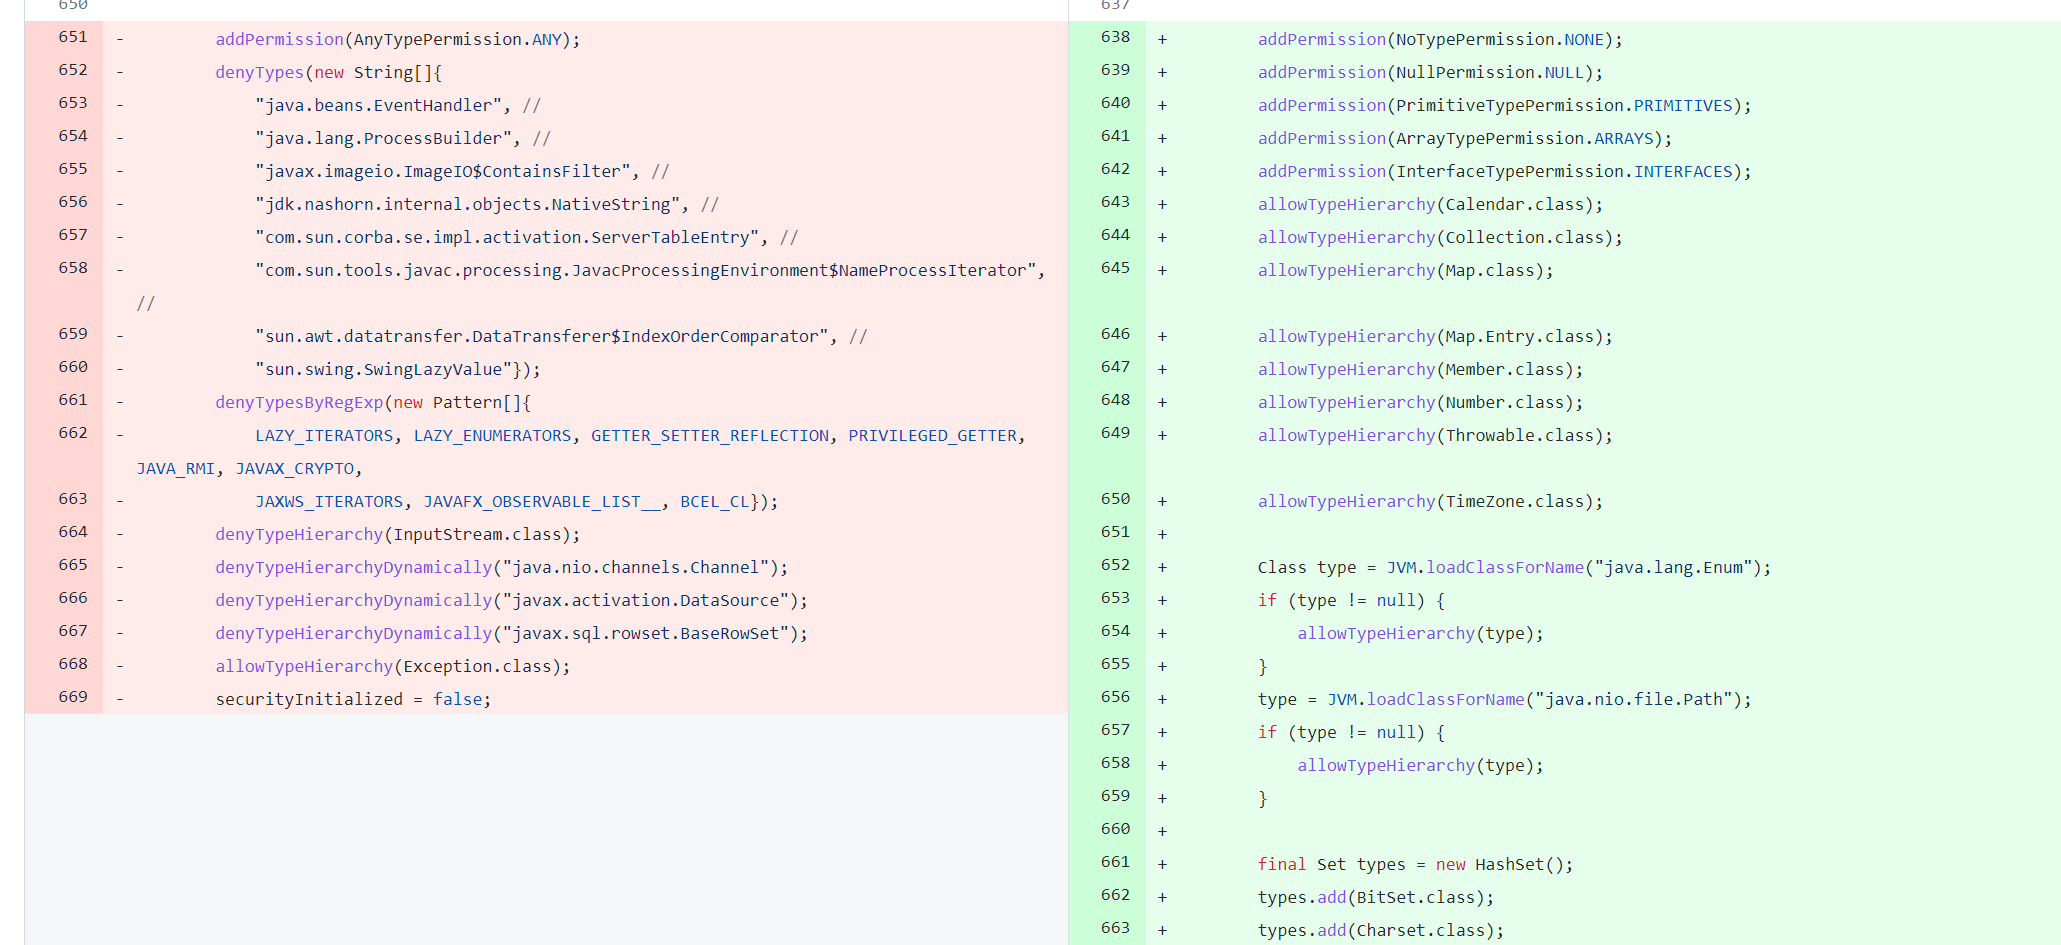 650
651 - addPermission(AnyTypePermission.ANY);
652 - denyTypes(new String[]{
653 - "java.beans.EventHandler", //
654 - "java.lang.ProcessBuilder", //
655 - "javax.imageio.ImageIO$ContainsFilter", //
656 - "jdk.nashorn.internal.objects.NativeString", //
657 - "com.sun.corba.se.impl.activation.ServerTableEntry", //
658 - "com.sun.tools.javac.processing.JavacProcessingEnvironment$NameProcessIterator",
//
659 - "sun.awt.datatransfer.DataTransferer$IndexOrderComparator", //
660 - "sun.swing.SwingLazyValue"});
661 - denyTypesByRegExp(new Pattern[]{
662 - LAZY_ITERATORS, LAZY_ENUMERATORS, GETTER_SETTER_REFLECTION, PRIVILEGED_GETTER,
JAVA_RMI, JAVAX_CRYPTO,
663 - JAXWS_ITERATORS, JAVAFX_OBSERVABLE_LIST__, BCEL_CL});
664 - denyTypeHierarchy(InputStream.class);
665 - denyTypeHierarchyDynamically("java.nio.channels.Channel");
666 - denyTypeHierarchyDynamically("javax.activation.DataSource");
667 - denyTypeHierarchyDynamically("javax.sql.rowset.BaseRowSet");
668 - allowTypeHierarchy(Exception.class);
669 - securityInitialized = false;
637
638 + addPermission(NoTypePermission.NONE);
639 + addPermission(NullPermission.NULL);
640 + addPermission(PrimitiveTypePermission.PRIMITIVES);
641 + addPermission(ArrayTypePermission.ARRAYS);
642 + addPermission(InterfaceTypePermission.INTERFACES);
643 + allowTypeHierarchy(Calendar.class);
644 + allowTypeHierarchy(Collection.class);
645 + allowTypeHierarchy(Map.class);
646 + allowTypeHierarchy(Map.Entry.class);
647 + allowTypeHierarchy(Member.class);
648 + allowTypeHierarchy(Number.class);
649 + allowTypeHierarchy(Throwable.class);
650 + allowTypeHierarchy(TimeZone.class);
651 +
652 + Class type = JVM.loadClassForName("java.lang.Enum");
653 + if (type != null) {
654 + allowTypeHierarchy(type);
655 + }
656 + type = JVM.loadClassForName("java.nio.file.Path");
657 + if (type != null) {
658 + allowTypeHierarchy(type);
659 + }
660 +
661 + final Set types = new HashSet();
662 + types.add(BitSet.class);
663 + types.add(Charset.class);